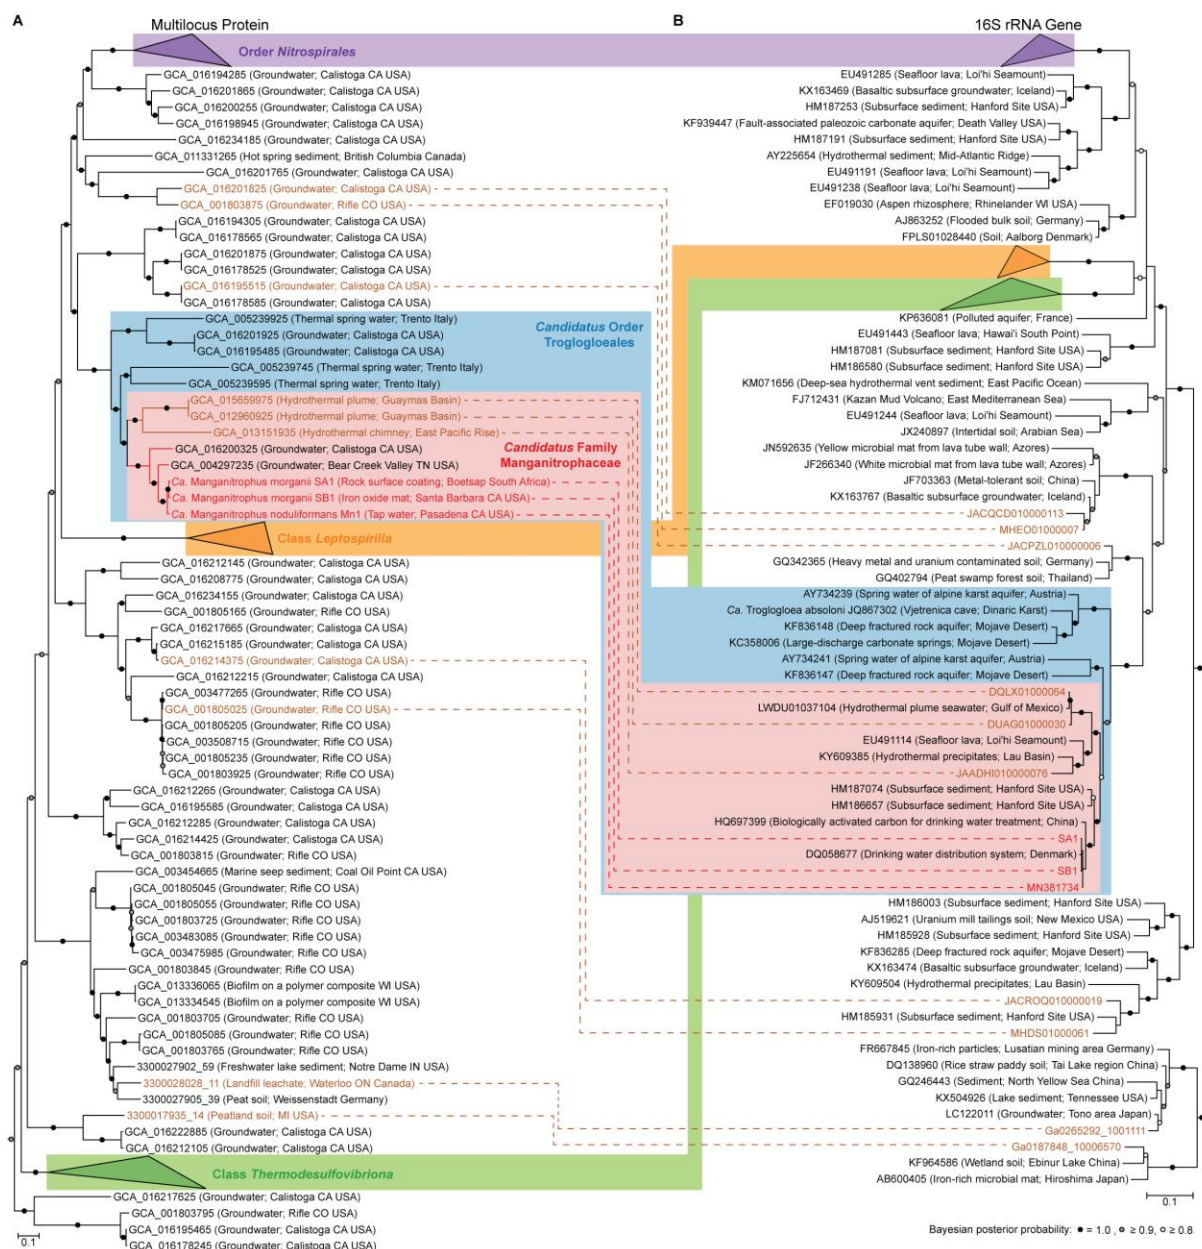 A
Multilocus Protein
Order Nitrospirales
GCA_016194285 (Groundwater; Calistoga CA USA)
GCA_016201865 (Groundwater; Calistoga CA USA)
GCA_016200255 (Groundwater; Calistoga CA USA)
GCA_016198945 (Groundwater; Calistoga CA USA)
GCA_016234185 (Groundwater; Calistoga CA USA)
GCA_011331265 (Hot spring sediment; British Columbia Canada)
GCA_016201765 (Groundwater; Calistoga CA USA)
GCA_016201825 (Groundwater; Calistoga CA USA)
GCA_001803875 (Groundwater; Rifle CO USA)
GCA_016194305 (Groundwater; Calistoga CA USA)
GCA_016178565 (Groundwater; Calistoga CA USA)
GCA_016201875 (Groundwater; Calistoga CA USA)
GCA_016178525 (Groundwater; Calistoga CA USA)
GCA_016195515 (Groundwater; Calistoga CA USA)
GCA_016178585 (Groundwater; Calistoga CA USA)
GCA_005239925 (Thermal spring water; Trento Italy)
GCA_016201925 (Groundwater; Calistoga CA USA)
GCA_016195485 (Groundwater; Calistoga CA USA)
GCA_005239745 (Thermal spring water; Trento Italy)
GCA_005239595 (Thermal spring water; Trento Italy)
Candidatus Order
Troglogloeales
GCA_015659975 (Hydrothermal plume; Guaymas Basin)
GCA_012960925 (Hydrothermal plume; Guaymas Basin)
GCA_013151935 (Hydrothermal chimney; East Pacific Rise)
GCA_016200325 (Groundwater; Calistoga CA USA)
GCA_004297235 (Groundwater; Bear Creek Valley TN USA)
Ca. Manganitrophus morganii SA1 (Rock surface coating; Boetsap South Africa)
Ca. Manganitrophus morganii SB1 (Iron oxide mat; Santa Barbara CA USA)
Ca. Manganitrophus noduliformans Mn1 (Tap water; Pasadena CA USA)
Candidatus Family
Manganitrophaceae
Class Leptospirilla
GCA_016212145 (Groundwater; Calistoga CA USA)
GCA_016208775 (Groundwater; Calistoga CA USA)
GCA_016234155 (Groundwater; Calistoga CA USA)
GCA_001805165 (Groundwater; Rifle CO USA)
GCA_016217665 (Groundwater; Calistoga CA USA)
GCA_016215185 (Groundwater; Calistoga CA USA)
GCA_016214375 (Groundwater; Calistoga CA USA)
GCA_016212215 (Groundwater; Calistoga CA USA)
GCA_003477265 (Groundwater; Rifle CO USA)
GCA_001805025 (Groundwater; Rifle CO USA)
GCA_001805205 (Groundwater; Rifle CO USA)
GCA_003508715 (Groundwater; Rifle CO USA)
GCA_001805235 (Groundwater; Rifle CO USA)
GCA_001803925 (Groundwater; Rifle CO USA)
GCA_016212265 (Groundwater; Calistoga CA USA)
GCA_016195585 (Groundwater; Calistoga CA USA)
GCA_016212285 (Groundwater; Calistoga CA USA)
GCA_016214425 (Groundwater; Calistoga CA USA)
GCA_001803815 (Groundwater; Rifle CO USA)
GCA_003454665 (Marine seep sediment; Coal Oil Point CA USA)
GCA_001805045 (Groundwater; Rifle CO USA)
GCA_001805055 (Groundwater; Rifle CO USA)
GCA_001803725 (Groundwater; Rifle CO USA)
GCA_003483085 (Groundwater; Rifle CO USA)
GCA_003475985 (Groundwater; Rifle CO USA)
GCA_001803845 (Groundwater; Rifle CO USA)
GCA_013336065 (Biofilm on a polymer composite WI USA)
GCA_013334545 (Biofilm on a polymer composite WI USA)
GCA_001803705 (Groundwater; Rifle CO USA)
GCA_001805085 (Groundwater; Rifle CO USA)
GCA_001803765 (Groundwater; Rifle CO USA)
3300027902_59 (Freshwater lake sediment; Notre Dame IN USA)
3300028028_11 (Landfill leachate; Waterloo ON Canada)
3300027905_39 (Peat soil; Weissenstadt Germany)
3300017935_14 (Peatland soil; MI USA)
GCA_016222885 (Groundwater; Calistoga CA USA)
GCA_016212105 (Groundwater; Calistoga CA USA)
Class Thermodesulfovibriona
GCA_016217625 (Groundwater; Calistoga CA USA)
GCA_001803795 (Groundwater; Rifle CO USA)
GCA_016195465 (Groundwater; Calistoga CA USA)
GCA_016178245 (Groundwater; Calistoga CA USA)
0.1
B
16S rRNA Gene
EU491285 (Seafloor lava; Loi'hi Seamount)
KX163469 (Basaltic subsurface groundwater; Iceland)
HM187253 (Subsurface sediment; Hanford Site USA)
KF939447 (Fault-associated paleozoic carbonate aquifer; Death Valley USA)
HM187191 (Subsurface sediment; Hanford Site USA)
AY225654 (Hydrothermal sediment; Mid-Atlantic Ridge)
EU491191 (Seafloor lava; Loi'hi Seamount)
EU491238 (Seafloor lava; Loi'hi Seamount)
EF019030 (Aspen rhizosphere; Rhinelander WI USA)
AJ863252 (Flooded bulk soil; Germany)
FPLS01028440 (Soil; Aalborg Denmark)
KP636081 (Polluted aquifer; France)
EU491443 (Seafloor lava; Hawai'i South Point)
HM187081 (Subsurface sediment; Hanford Site USA)
HM186580 (Subsurface sediment; Hanford Site USA)
KM071656 (Deep-sea hydrothermal vent sediment; East Pacific Ocean)
FJ712431 (Kazan Mud Volcano; East Mediterranean Sea)
EU491244 (Seafloor lava; Loi'hi Seamount)
JX240897 (Intertidal soil; Arabian Sea)
JN592635 (Yellow microbial mat from lava tube wall; Azores)
JF266340 (White microbial mat from lava tube wall; Azores)
JF703363 (Metal-tolerant soil; China)
KX163767 (Basaltic subsurface groundwater; Iceland)
JACQCD010000113
MHEO01000007
JACPZL010000006
GQ342365 (Heavy metal and uranium contaminated soil; Germany)
GQ402794 (Peat swamp forest soil; Thailand)
AY734239 (Spring water of alpine karst aquifer; Austria)
Ca. Troglogloea absoloni JQ867302 (Vjetrenica cave; Dinaric Karst)
KF836148 (Deep fractured rock aquifer; Mojave Desert)
KC358006 (Large-discharge carbonate springs; Mojave Desert)
AY734241 (Spring water of alpine karst aquifer; Austria)
KF836147 (Deep fractured rock aquifer; Mojave Desert)
DQLX01000064
LWDU01037104 (Hydrothermal plume seawater; Gulf of Mexico)
DUAG01000030
EU491114 (Seafloor lava; Loi'hi Seamount)
KY609385 (Hydrothermal precipitates; Lau Basin)
JAADHI010000076
HM187074 (Subsurface sediment; Hanford Site USA)
HM186657 (Subsurface sediment; Hanford Site USA)
HQ697399 (Biologically activated carbon for drinking water treatment; China)
SA1
DQ058677 (Drinking water distribution system; Denmark)
SB1
MN381734
HM186003 (Subsurface sediment; Hanford Site USA)
AJ519621 (Uranium mill tailings soil; New Mexico USA)
HM185928 (Subsurface sediment; Hanford Site USA)
KF836285 (Deep fractured rock aquifer; Mojave Desert)
KX163474 (Basaltic subsurface groundwater; Iceland)
KY609504 (Hydrothermal precipitates; Lau Basin)
JACROQ010000019
HM185931 (Subsurface sediment; Hanford Site USA)
MHDS01000061
FR667845 (Iron-rich particles; Lusatian mining area Germany)
DQ138960 (Rice straw paddy soil; Tai Lake region China)
GQ246443 (Sediment; North Yellow Sea China)
KX504926 (Lake sediment; Tennessee USA)
LC122011 (Groundwater; Tono area Japan)
Ga0265292_1001111
Ga0187848_10006570
KF964586 (Wetland soil; Ebinur Lake China)
AB600405 (Iron-rich microbial mat; Hiroshima Japan)
0.1
Bayesian posterior probability: ● = 1.0 , ≥ 0.9, ○ ≥ 0.8